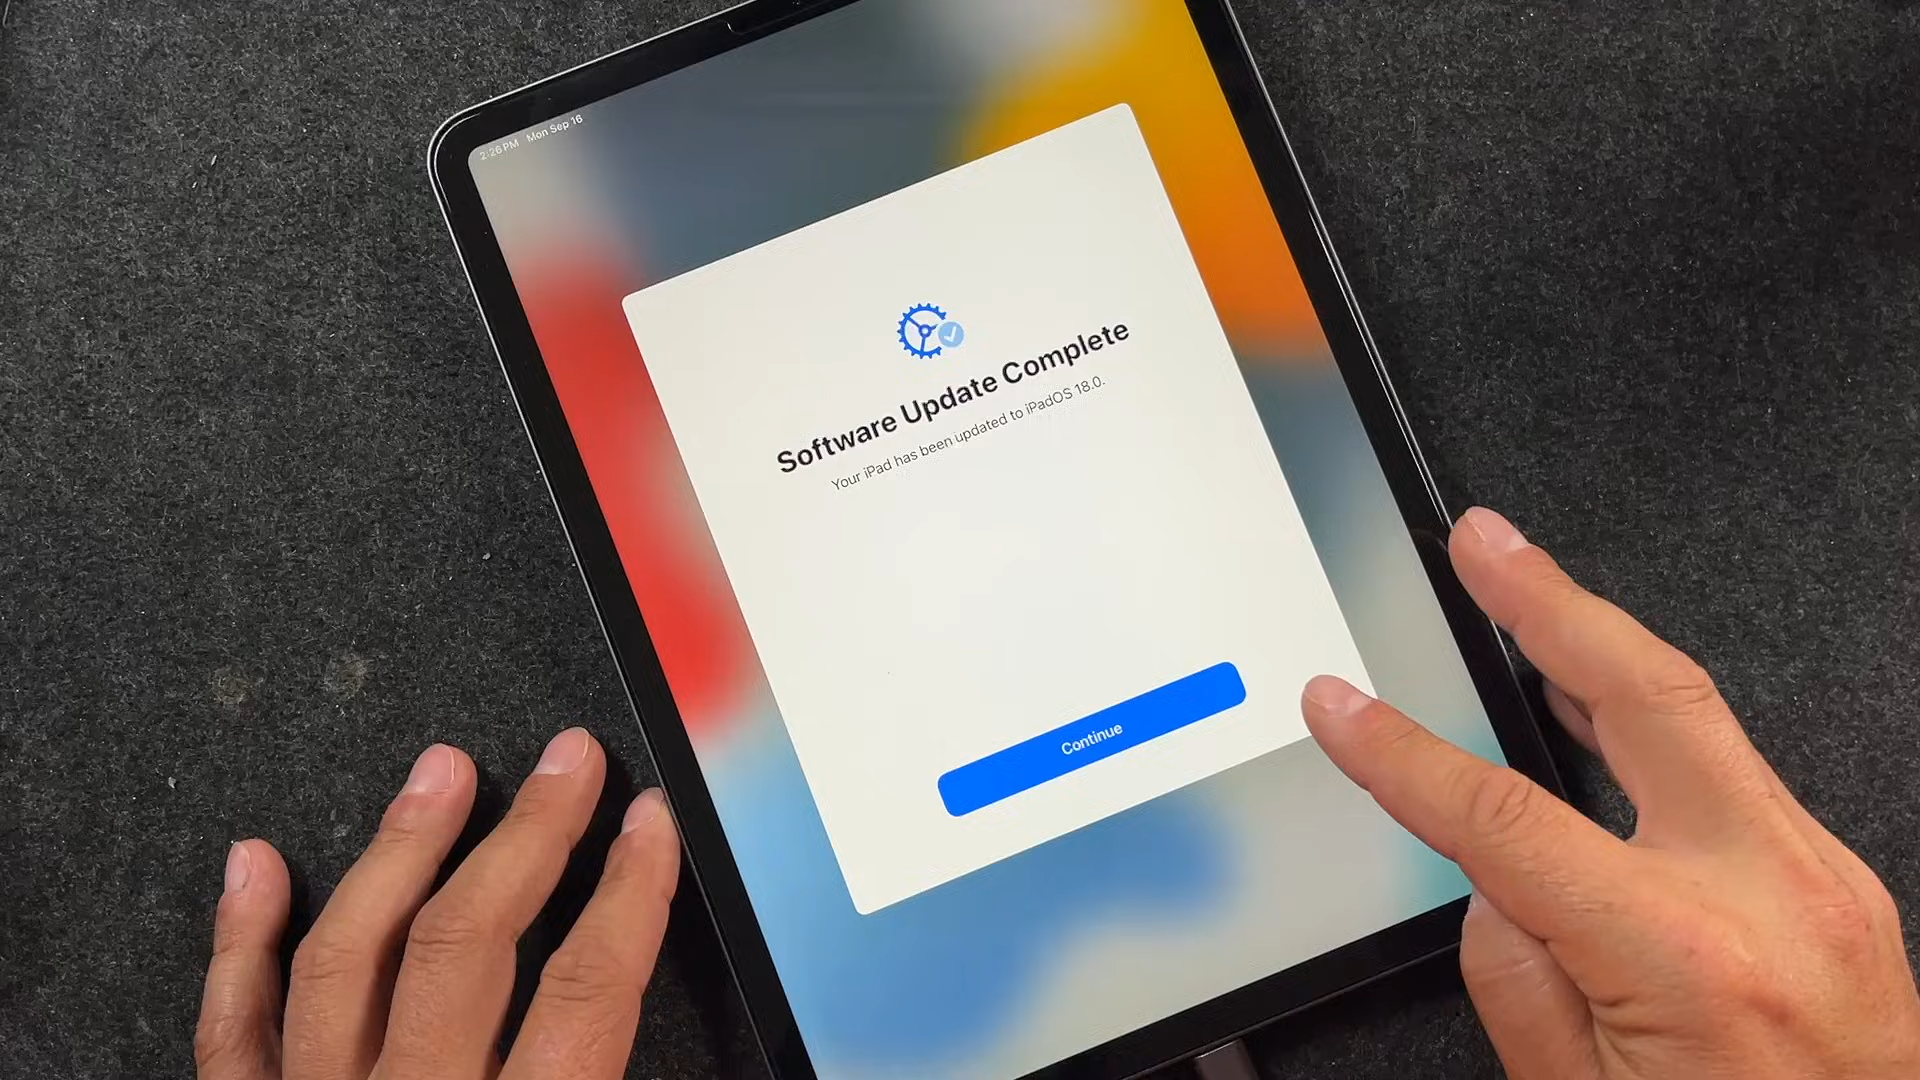 2:26 PM Mon Sep 16
Software Update Complete
Your iPad has been updated to iPadOS 18.0.
Continue